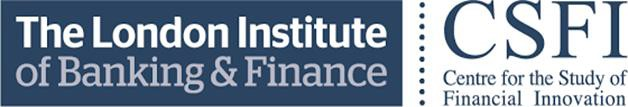 The London Institute
of Banking & Finance
CSFI
Centre for the Study of
Financial Innovation